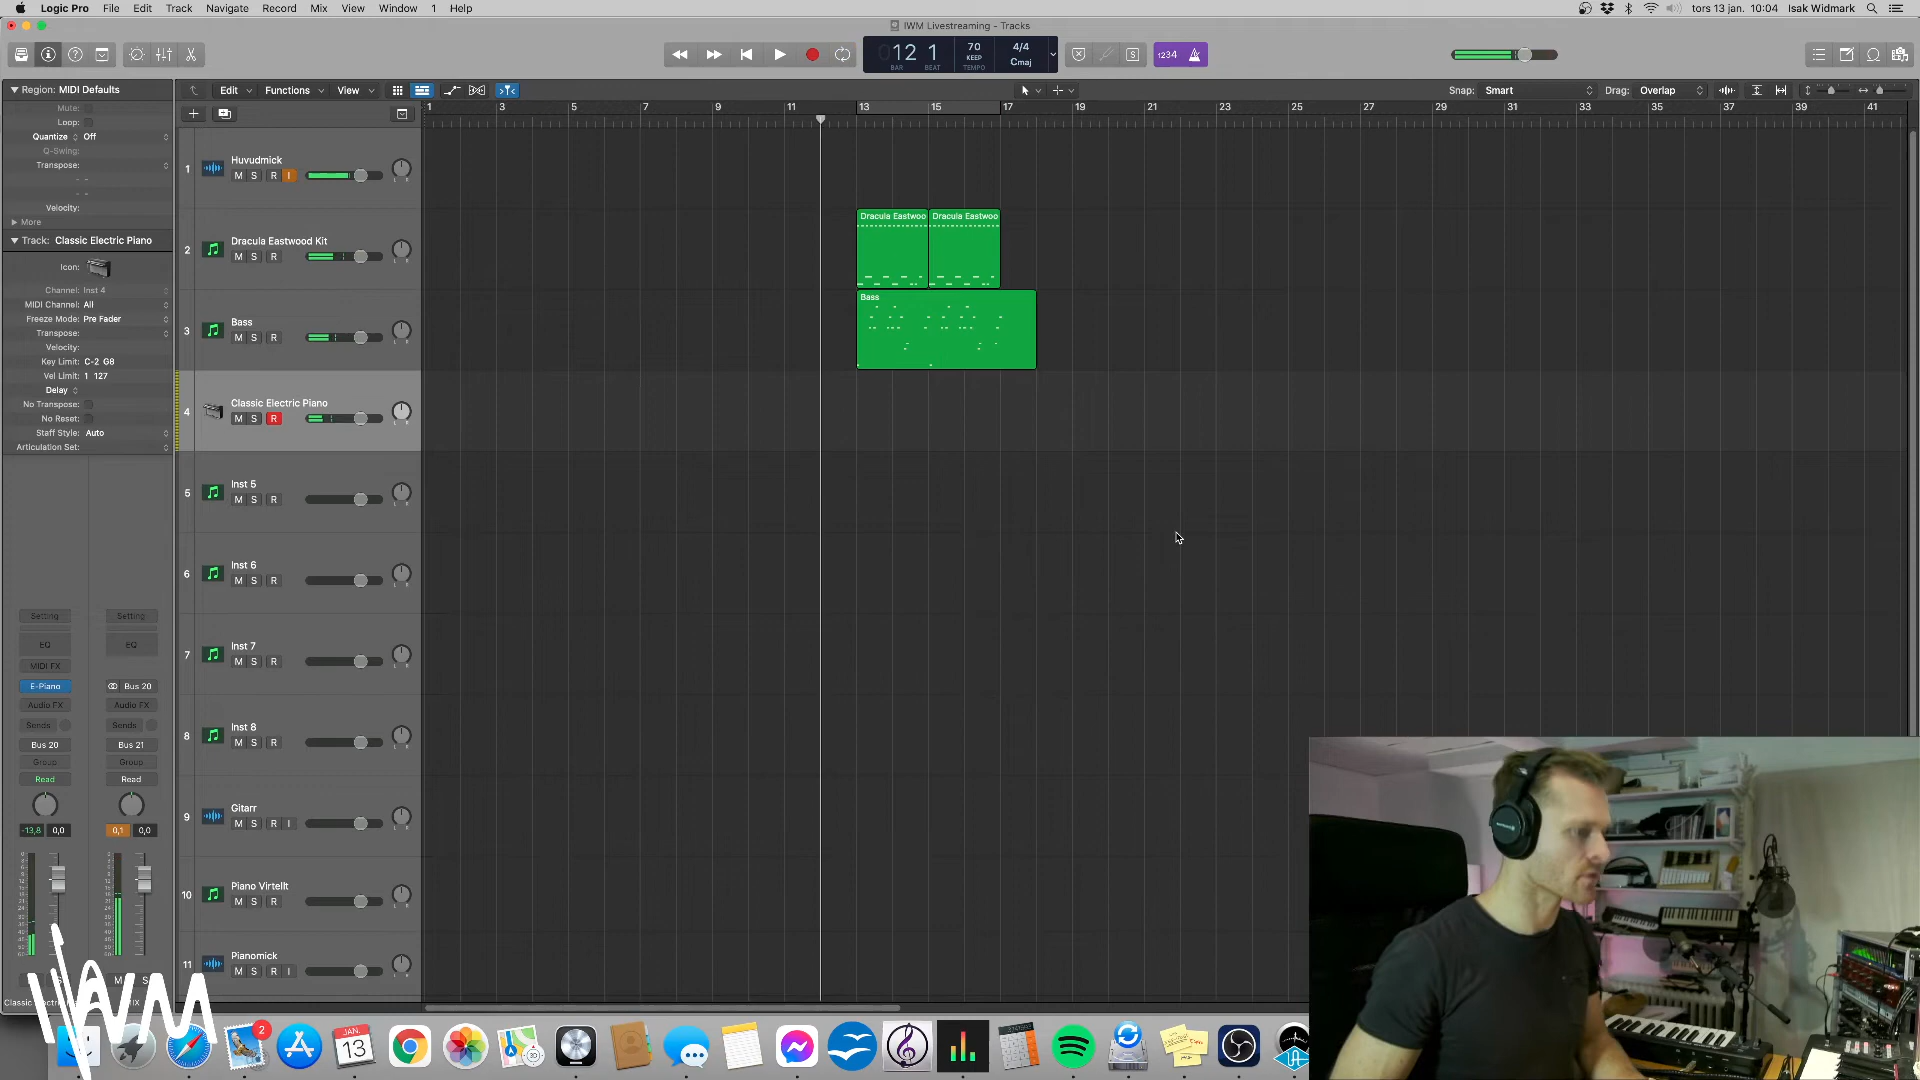 Logic Pro File Edit Track Navigate Record Mix View Window 1 Help
tors 13 jan. 10:04 Isak Widmark
IWM Livestreaming - Tracks
12 1
BAR BEAT
70
KEEP
TEMPO
4/4
Cmaj
1234
Region: MIDI Defaults
Mute:
Loop:
Quantize Off
Q-Swing:
Transpose:
Velocity:
More
Track: Classic Electric Piano
Icon:
Channel: Inst 4
MIDI Channel: All
Freeze Mode: Pre Fader
Transpose:
Velocity:
Key Limit: C-2 G8
Vel Limit: 1 127
Delay
No Transpose:
No Reset:
Staff Style: Auto
Articulation Set:
Edit Functions View
Snap: Smart Drag: Overlap
1 3 5 7 9 11 13 15 17 19 21 23 25 27 29 31 33 35 37 39 41
1 Huvudmick
M S R I
2 Dracula Eastwood Kit
M S R
3 Bass
M S R
4 Classic Electric Piano
M S R
5 Inst 5
M S R
6 Inst 6
M S R
7 Inst 7
M S R
8 Inst 8
M S R
9 Gitarr
M S R I
10 Piano Virtellt
M S R
11 Pianomick
M S R I
Dracula Eastwoo Dracula Eastwoo
Bass
Setting Setting
EQ EQ
MIDI FX
E-Piano Bus 20
Audio FX Audio FX
Sends Sends
Bus 20 Bus 21
Group Group
Read Read
-13,8 0,0 0,1 0,0
M S
IWM
2
JAN.
13
3D